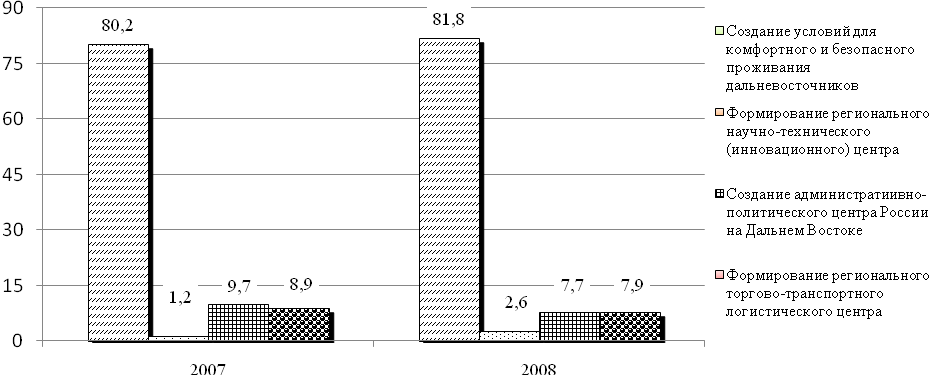 90
75
60
45
30
15
0
80,2
1,2
9,7
8,9
81,8
2,6
7,7
7,9
2007
2008
Создание условий для
комфортного и безопасного
проживания
дальневосточников
Формирование регионального
научно-технического
(инновационного) центра
Создание администратиивно-
политического центра России
на Дальнем Востоке
Формирование регионального
торгово-транспортного
логистического центра